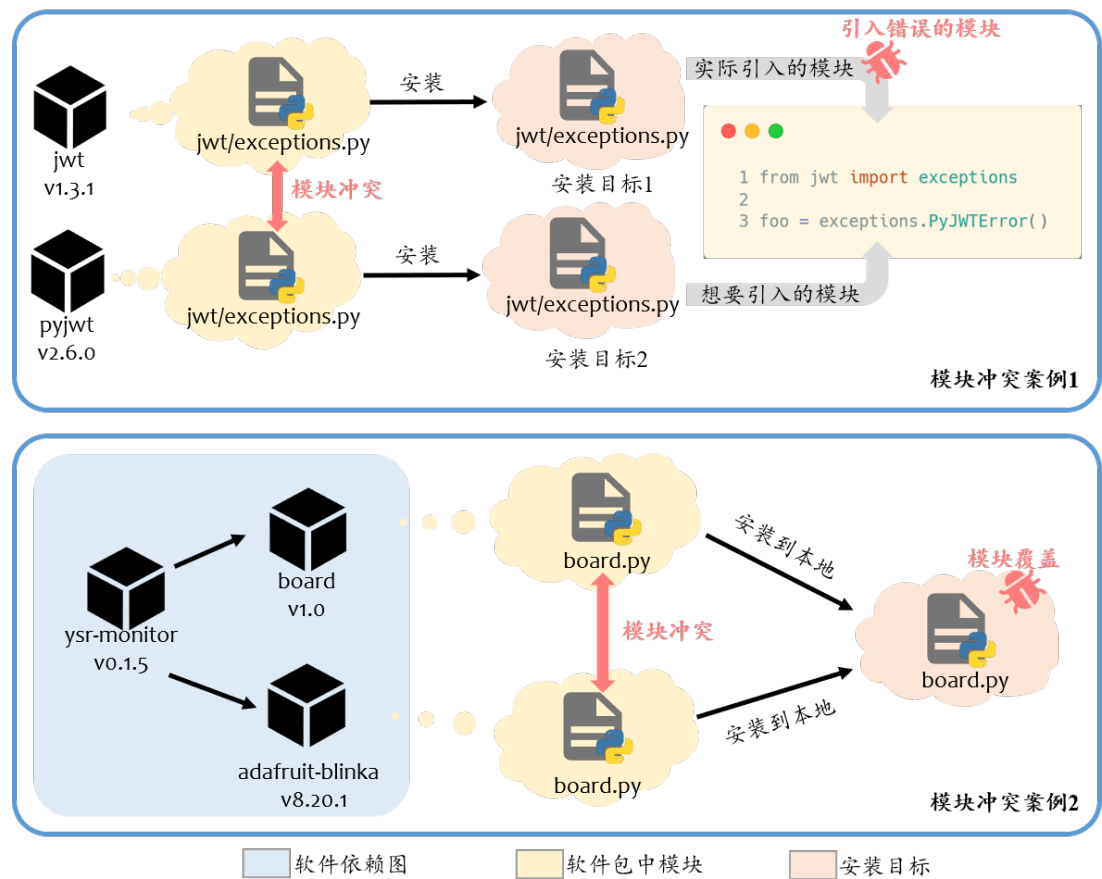 引入错误的模块
实际引入的模块
安装
jwt/exceptions.py
jwt/exceptions.py
jwt
v1.3.1
安装目标1
模块冲突
1 from jwt import exceptions
2
3 foo = exceptions.PyJWTError()
安装
想要引入的模块
jwt/exceptions.py
jwt/exceptions.py
pyjwt
v2.6.0
安装目标2
模块冲突案例1
安装到本地
board.py
模块覆盖
board
v1.0
ysr-monitor
v0.1.5
模块冲突
board.py
安装到本地
adafruit-blinka
v8.20.1
board.py
模块冲突案例2
软件依赖图
软件包中模块
安装目标